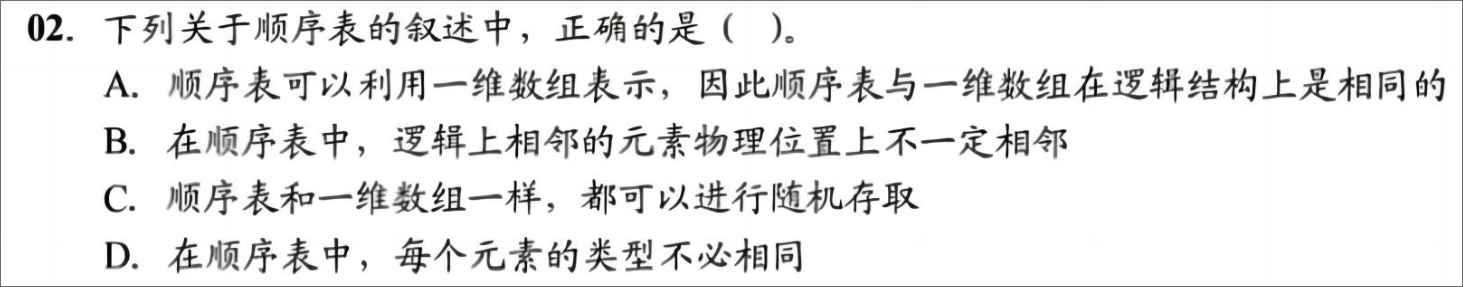 02. 下列关于顺序表的叙述中，正确的是（ ）。
A. 顺序表可以利用一维数组表示，因此顺序表与一维数组在逻辑结构上是相同的
B. 在顺序表中，逻辑上相邻的元素物理位置上不一定相邻
C. 顺序表和一维数组一样，都可以进行随机存取
D. 在顺序表中，每个元素的类型不必相同